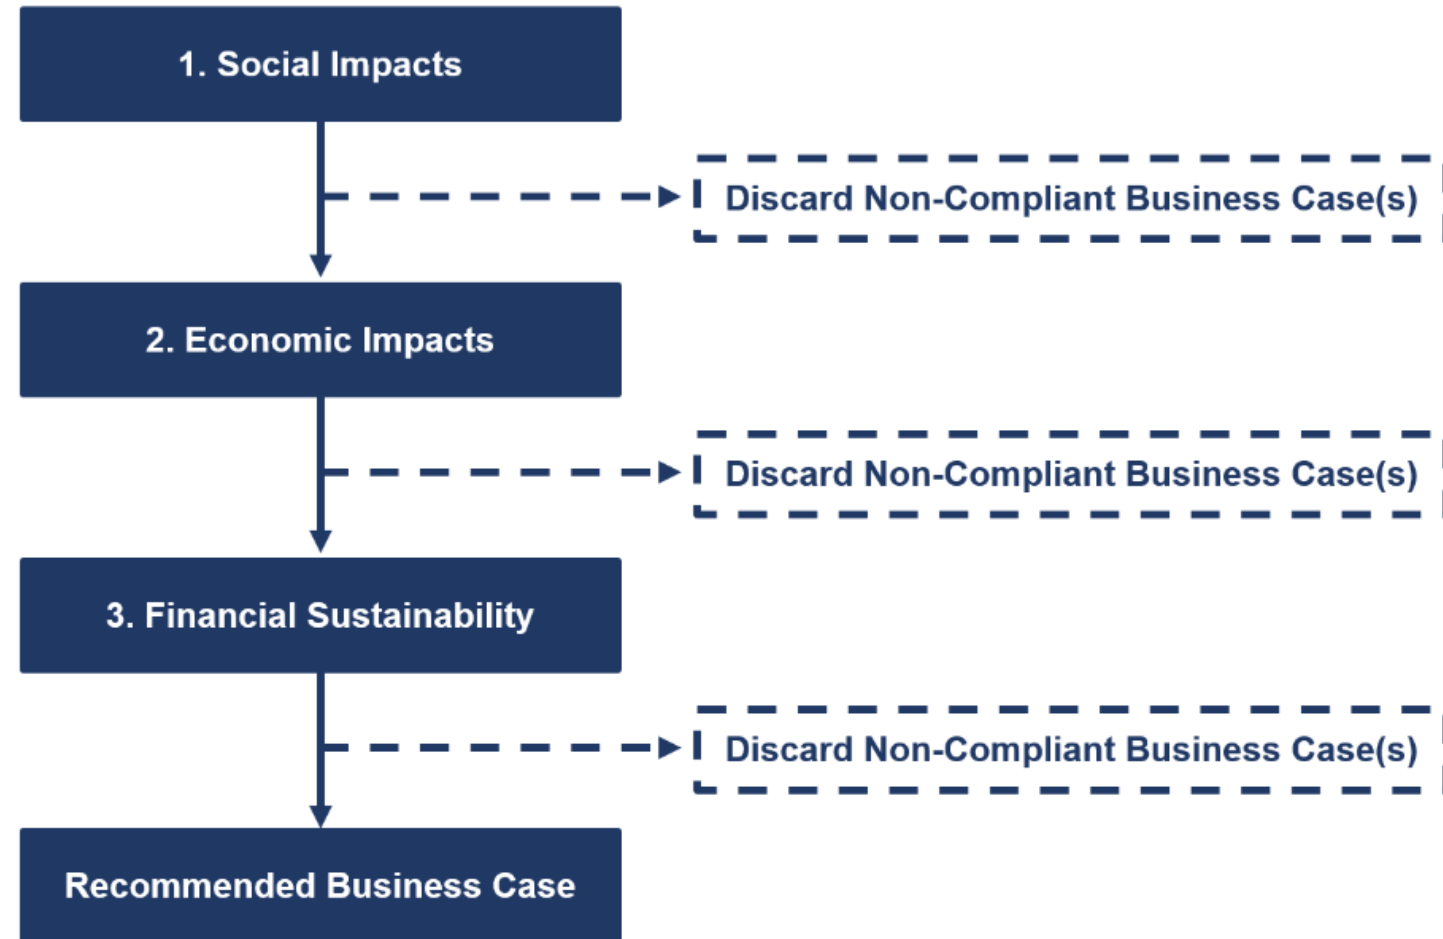 1. Social Impacts
Discard Non-Compliant Business Case(s)
2. Economic Impacts
Discard Non-Compliant Business Case(s)
3. Financial Sustainability
Discard Non-Compliant Business Case(s)
Recommended Business Case